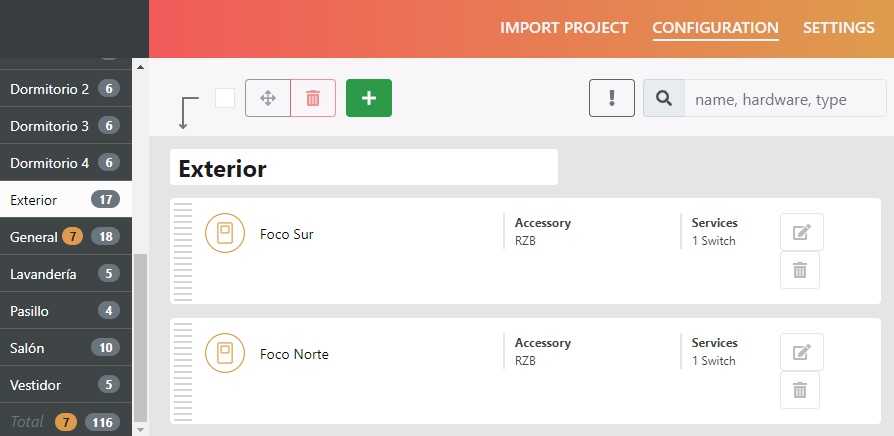 IMPORT PROJECT CONFIGURATION SETTINGS
Dormitorio 2 6
Dormitorio 3 6
Dormitorio 4 6
Exterior 17
General 7 18
Lavandería 5
Pasillo 4
Salón 10
Vestidor 5
Total 7 116
! name, hardware, type
Exterior
Foco Sur
Accessory
RZB
Services
1 Switch
Foco Norte
Accessory
RZB
Services
1 Switch